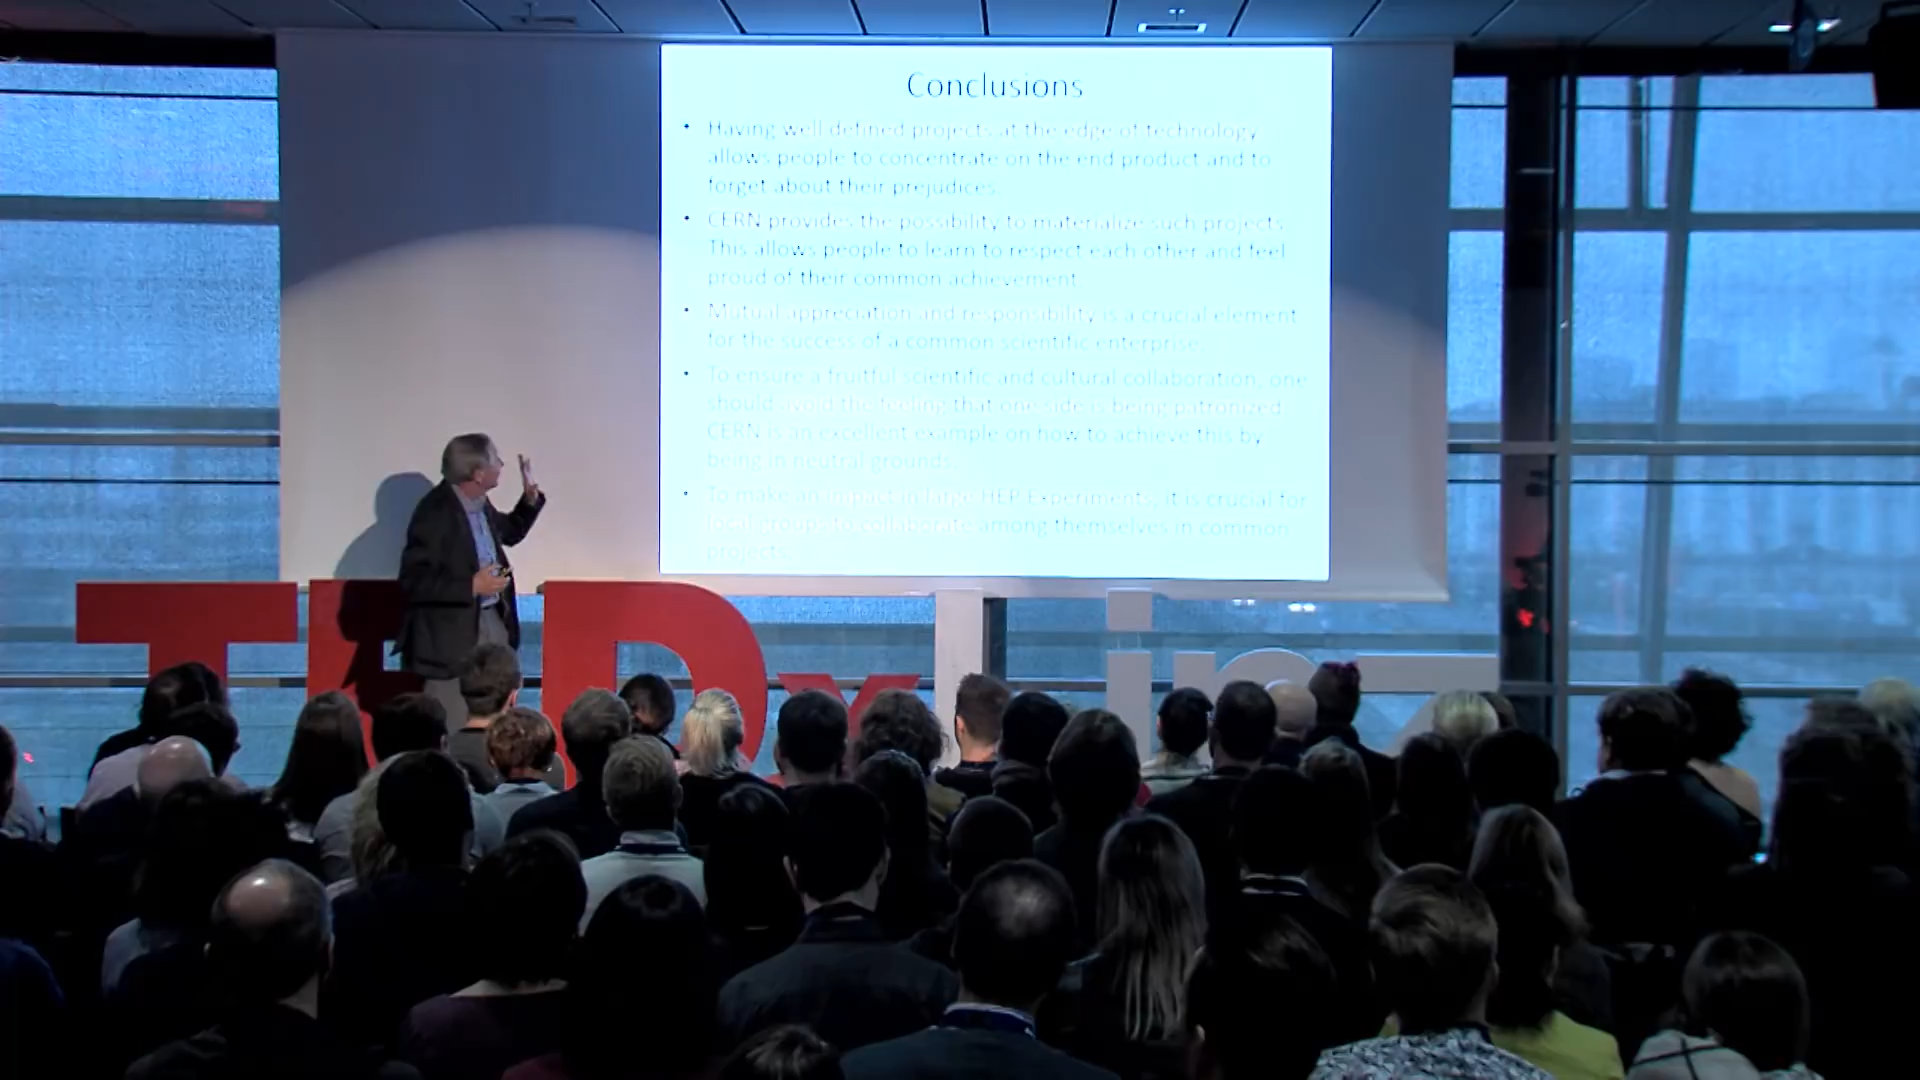 Conclusions
• Having well defined projects at the edge of technology
allows people to concentrate on the end product and to
forget about their prejudices.
• CERN provides the possibility to materialize such projects.
This allows people to learn to respect each other and feel
proud of their common achievement.
• Mutual appreciation and responsibility is a crucial element
for the success of a common scientific enterprise.
• To ensure a fruitful scientific and cultural collaboration, one
should avoid the feeling that one side is being patronized.
CERN is an excellent example on how to achieve this by
being in neutral grounds.
• To make an impact in large HEP Experiments, it is crucial for
local groups to collaborate among themselves in common
projects.
TEDx